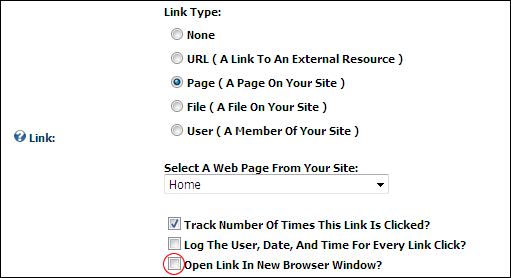 Link Type:
None
URL ( A Link To An External Resource )
Page ( A Page On Your Site )
File ( A File On Your Site )
User ( A Member Of Your Site )
Link:
Select A Web Page From Your Site:
Home
Track Number Of Times This Link Is Clicked?
Log The User, Date, And Time For Every Link Click?
Open Link In New Browser Window?